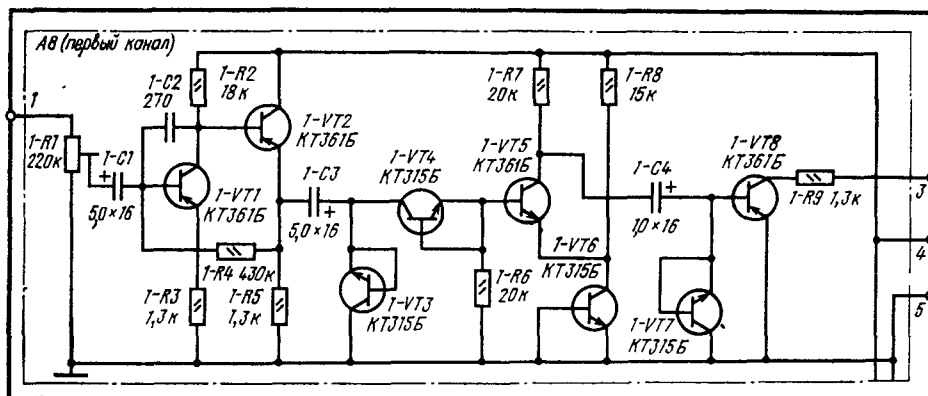 А8 (первый канал)
1
1-R1
220к
1-C1
+
5,0×16
1-C2
270
1-R2
18к
1-VT1
КТ361Б
1-VT2
КТ361Б
1-R4 430к
1-R3
1,3к
1-R5
1,3к
1-C3
+
5,0×16
1-VT3
КТ315Б
1-VT4
КТ315Б
1-R6
20к
1-VT5
КТ361Б
1-R7
20к
1-R8
15к
1-VT6
КТ315Б
1-C4
+
1,0×16
1-VT7
КТ315Б
1-VT8
КТ361Б
1-R9 1,3к
3
4
5